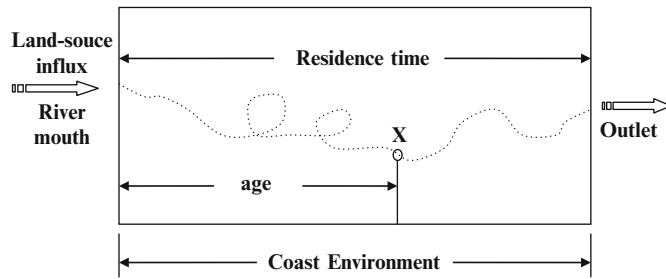 Land-souce
influx
River
mouth
Residence time
X
age
Outlet
Coast Environment